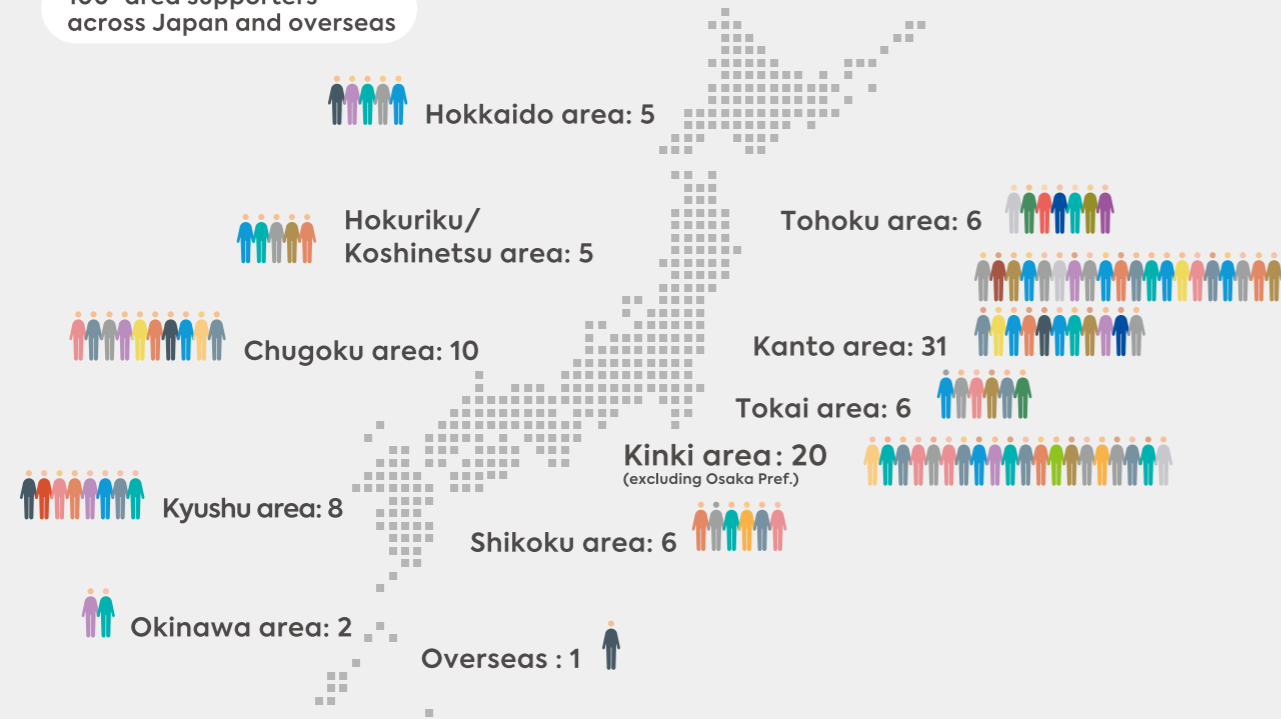 area supporters
across Japan and overseas
Hokkaido area: 5
Hokuriku/
Koshinetsu area: 5
Tohoku area: 6
Chugoku area: 10
Kanto area: 31
Tokai area: 6
Kinki area: 20
(excluding Osaka Pref.)
Kyushu area: 8
Shikoku area: 6
Okinawa area: 2
Overseas : 1